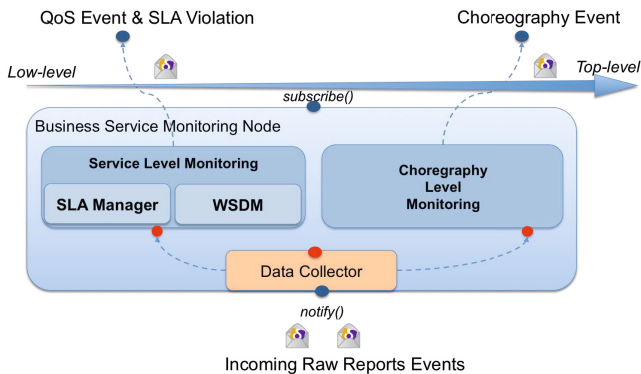 QoS Event & SLA Violation
Choreography Event
Low-level
Top-level
subscribe()
Business Service Monitoring Node
Service Level Monitoring
SLA Manager
WSDM
Choregraphy
Level
Monitoring
Data Collector
notify()
Incoming Raw Reports Events